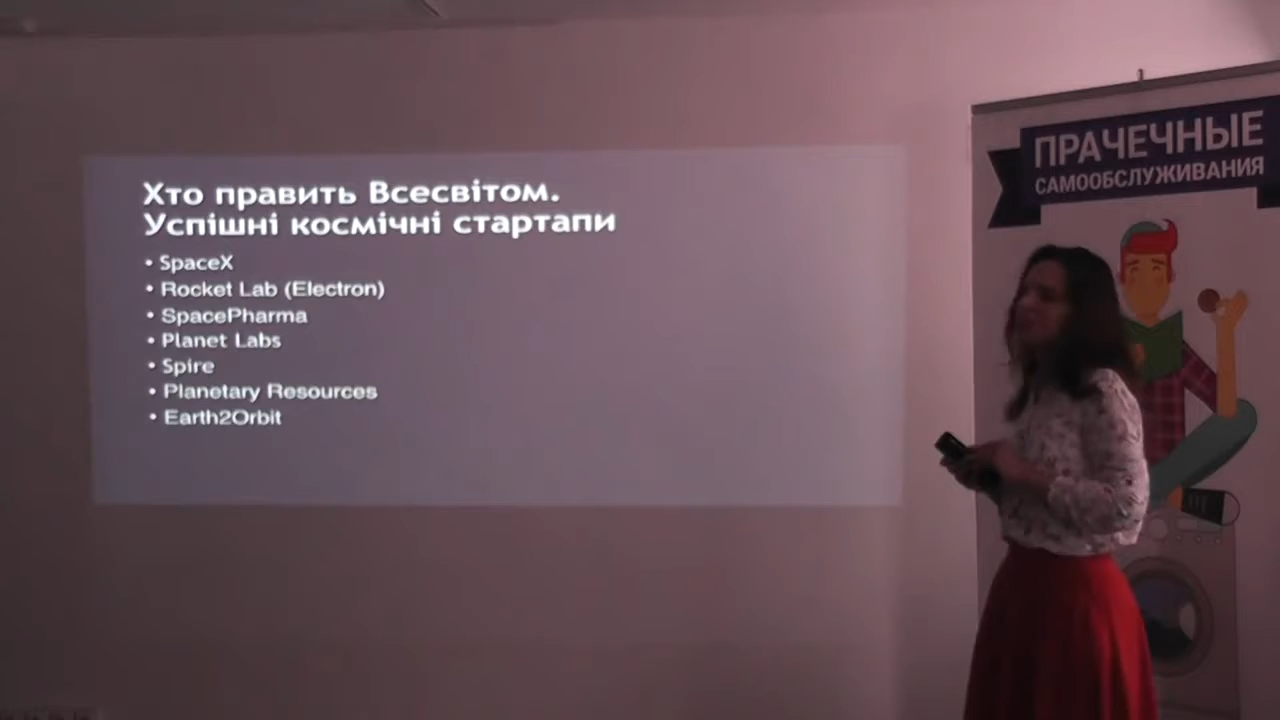 Хто править Всесвітом.
Успішні космічні стартапи
• SpaceX
• Rocket Lab (Electron)
• SpacePharma
• Planet Labs
• Spire
• Planetary Resources
• Earth2Orbit
ПРАЧЕЧНЫЕ
САМООБСЛУЖИВАНИЯ